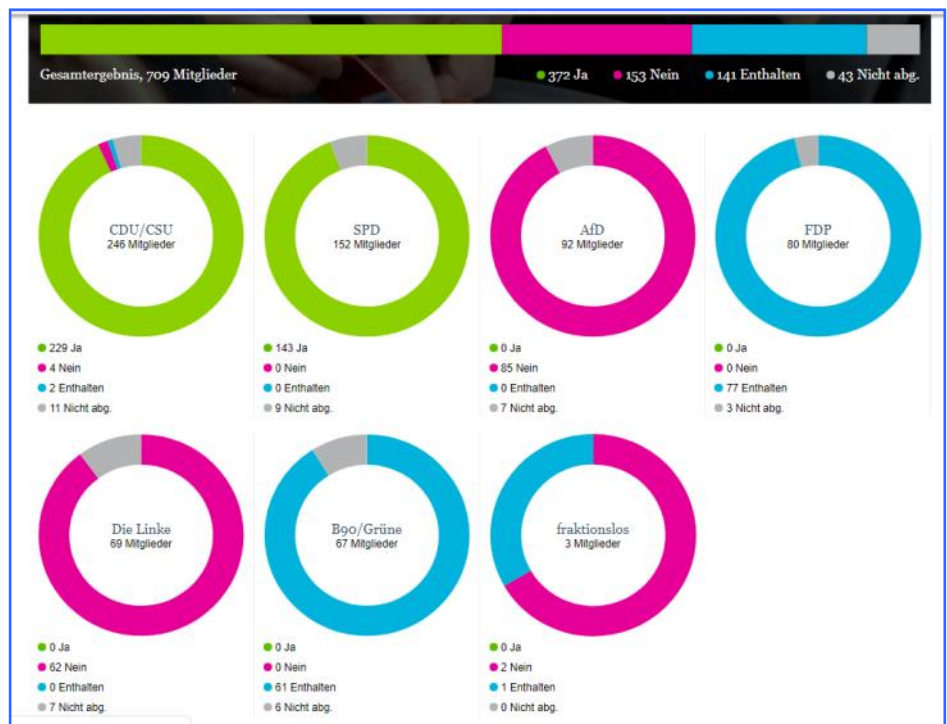 Gesamtergebnis, 709 Mitglieder
372 Ja 153 Nein 141 Enthalten 43 Nicht abg.
CDU/CSU
246 Mitglieder
229 Ja
4 Nein
2 Enthalten
11 Nicht abg.
SPD
152 Mitglieder
143 Ja
0 Nein
0 Enthalten
9 Nicht abg.
AfD
92 Mitglieder
0 Ja
85 Nein
0 Enthalten
7 Nicht abg.
FDP
80 Mitglieder
0 Ja
0 Nein
77 Enthalten
3 Nicht abg.
Die Linke
69 Mitglieder
0 Ja
62 Nein
0 Enthalten
7 Nicht abg.
B90/Grüne
67 Mitglieder
0 Ja
0 Nein
61 Enthalten
6 Nicht abg.
fraktionslos
3 Mitglieder
0 Ja
2 Nein
1 Enthalten
0 Nicht abg.